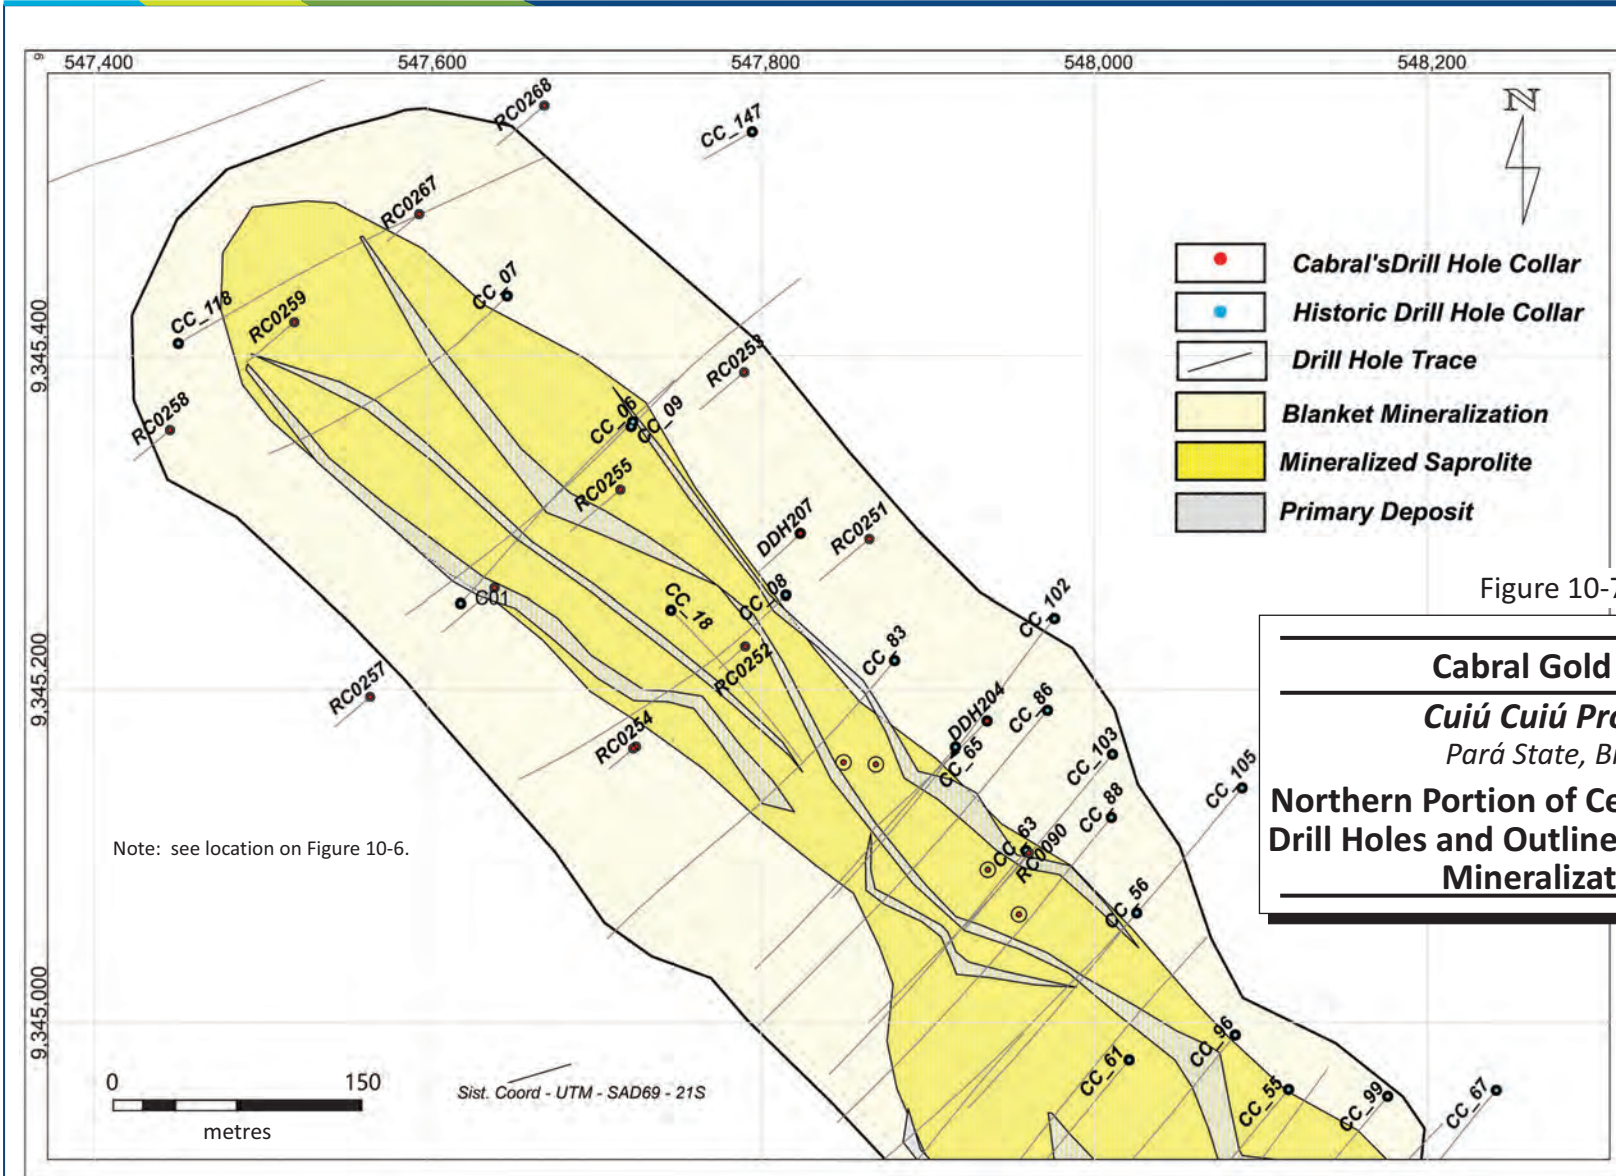 547,400
547,600
547,800
548,000
548,200
RC0268
CC_147
N
RC0267
CC_07
CC_118
RC0259
9,345,400
RC0258
RC0253
CC_06
CC_09
RC0255
DDH207
RC0251
C01
CC_18
CC_08
CC_102
CC_83
RC0252
9,345,200
RC0257
RC0254
DDH204
CC_86
CC_65
CC_103
CC_105
CC_88
CC_63
RC0090
CC_56
9,345,000
CC_96
CC_61
CC_55
CC_99
CC_67
Cabral'sDrill Hole Collar
Historic Drill Hole Collar
Drill Hole Trace
Blanket Mineralization
Mineralized Saprolite
Primary Deposit
Figure 10-7
Cabral Gold
Cuiú Cuiú Pro
Pará State, B
Northern Portion of Ce
Drill Holes and Outline
Mineralizat
Note: see location on Figure 10-6.
0 150
metres
Sist. Coord - UTM - SAD69 - 21S